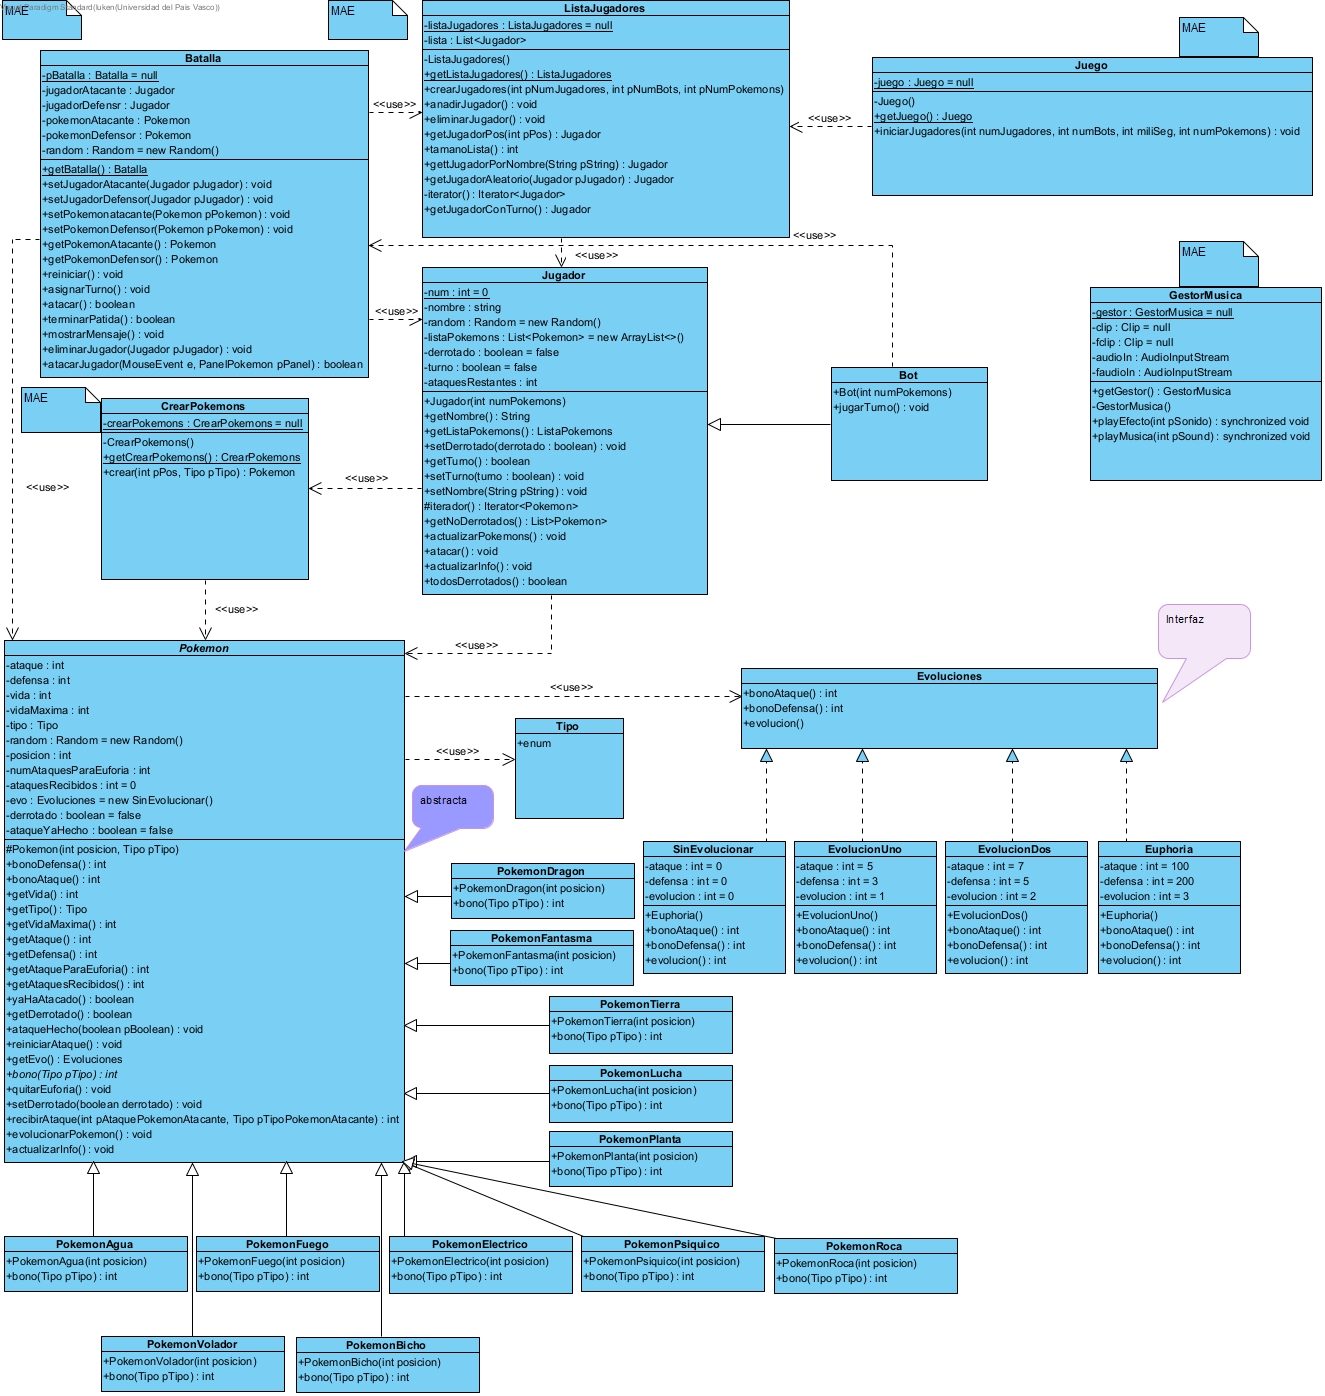 Visual Paradigm Standard(iuken(Universidad del Pais Vasco))
MAE
MAE
Batalla
-pBatalla : Batalla = null
-jugadorAtacante : Jugador
-jugadorDefensr : Jugador
-pokemonAtacante : Pokemon
-pokemonDefensor : Pokemon
-random : Random = new Random()
+getBatalla() : Batalla
+setJugadorAtacante(Jugador pJugador) : void
+setJugadorDefensor(Jugador pJugador) : void
+setPokemonatacante(Pokemon pPokemon) : void
+setPokemonDefensor(Pokemon pPokemon) : void
+getPokemonAtacante() : Pokemon
+getPokemonDefensor() : Pokemon
+reiniciar() : void
+asignarTurno() : void
+atacar() : boolean
+terminarPatida() : boolean
+mostrarMensaje() : void
+eliminarJugador(Jugador pJugador) : void
+atacarJugador(MouseEvent e, PanelPokemon pPanel) : boolean
<<use>>
<<use>>
ListaJugadores
-listaJugadores : ListaJugadores = null
-lista : List<Jugador>
-ListaJugadores()
+getListaJugadores() : ListaJugadores
+crearJugadores(int pNumJugadores, int pNumBots, int pNumPokemons)
+anadirJugador() : void
+eliminarJugador() : void
+getJugadorPos(int pPos) : Jugador
+tamanoLista() : int
+gettJugadorPorNombre(String pString) : Jugador
+getJugadorAleatorio(Jugador pJugador) : Jugador
-iterator() : Iterator<Jugador>
+getJugadorConTurno() : Jugador
<<use>>
MAE
Juego
-juego : Juego = null
-Juego()
+getJuego() : Juego
+iniciarJugadores(int numJugadores, int numBots, int miliSeg, int numPokemons) : void
<<use>>
<<use>>
MAE
GestorMusica
-gestor : GestorMusica = null
-clip : Clip = null
-fclip : Clip = null
-audioIn : AudioInputStream
-faudioIn : AudioInputStream
+getGestor() : GestorMusica
-GestorMusica()
+playEfecto(int pSonido) : synchronized void
+playMusica(int pSound) : synchronized void
Jugador
-num : int = 0
-nombre : string
-random : Random = new Random()
-listaPokemons : List<Pokemon> = new ArrayList<>()
-derrotado : boolean = false
-turno : boolean = false
-ataquesRestantes : int
+Jugador(int numPokemons)
+getNombre() : String
+getListaPokemons() : ListaPokemons
+setDerrotado(derrotado : boolean) : void
+getTurno() : boolean
+setTurno(turno : boolean) : void
+setNombre(String pString) : void
#iterador() : Iterator<Pokemon>
+getNoDerrotados() : List>Pokemon>
+actualizarPokemons() : void
+atacar() : void
+actualizarInfo() : void
+todosDerrotados() : boolean
Bot
+Bot(int numPokemons)
+jugarTurno() : void
MAE
CrearPokemons
-crearPokemons : CrearPokemons = null
-CrearPokemons()
+getCrearPokemons() : CrearPokemons
+crear(int pPos, Tipo pTipo) : Pokemon
<<use>>
<<use>>
<<use>>
<<use>>
Pokemon
-ataque : int
-defensa : int
-vida : int
-vidaMaxima : int
-tipo : Tipo
-random : Random = new Random()
-posicion : int
-numAtaquesParaEuforia : int
-ataquesRecibidos : int = 0
-evo : Evoluciones = new SinEvolucionar()
-derrotado : boolean = false
-ataqueYaHecho : boolean = false
#Pokemon(int posicion, Tipo pTipo)
+bonoDefensa() : int
+bonoAtaque() : int
+getVida() : int
+getTipo() : Tipo
+getVidaMaxima() : int
+getAtaque() : int
+getDefensa() : int
+getAtaqueParaEuforia() : int
+getAtaquesRecibidos() : int
+yaHaAtacado() : boolean
+getDerrotado() : boolean
+ataqueHecho(boolean pBoolean) : void
+reiniciarAtaque() : void
+getEvo() : Evoluciones
+bono(Tipo pTipo) : int
+quitarEuforia() : void
+setDerrotado(boolean derrotado) : void
+recibirAtaque(int pAtaquePokemonAtacante, Tipo pTipoPokemonAtacante) : int
+evolucionarPokemon() : void
+actualizarInfo() : void
<<use>>
<<use>>
Tipo
+enum
abstracta
Interfaz
Evoluciones
+bonoAtaque() : int
+bonoDefensa() : int
+evolucion()
SinEvolucionar
-ataque : int = 0
-defensa : int = 0
-evolucion : int = 0
+Euphoria()
+bonoAtaque() : int
+bonoDefensa() : int
+evolucion() : int
EvolucionUno
-ataque : int = 5
-defensa : int = 3
-evolucion : int = 1
+EvolucionUno()
+bonoAtaque() : int
+bonoDefensa() : int
+evolucion() : int
EvolucionDos
-ataque : int = 7
-defensa : int = 5
-evolucion : int = 2
+EvolucionDos()
+bonoAtaque() : int
+bonoDefensa() : int
+evolucion() : int
Euphoria
-ataque : int = 100
-defensa : int = 200
-evolucion : int = 3
+Euphoria()
+bonoAtaque() : int
+bonoDefensa() : int
+evolucion() : int
PokemonDragon
+PokemonDragon(int posicion)
+bono(Tipo pTipo) : int
PokemonFantasma
+PokemonFantasma(int posicion)
+bono(Tipo pTipo) : int
PokemonTierra
+PokemonTierra(int posicion)
+bono(Tipo pTipo) : int
PokemonLucha
+PokemonLucha(int posicion)
+bono(Tipo pTipo) : int
PokemonPlanta
+PokemonPlanta(int posicion)
+bono(Tipo pTipo) : int
PokemonAgua
+PokemonAgua(int posicion)
+bono(Tipo pTipo) : int
PokemonFuego
+PokemonFuego(int posicion)
+bono(Tipo pTipo) : int
PokemonElectrico
+PokemonElectrico(int posicion)
+bono(Tipo pTipo) : int
PokemonPsiquico
+PokemonPsiquico(int posicion)
+bono(Tipo pTipo) : int
PokemonRoca
+PokemonRoca(int posicion)
+bono(Tipo pTipo) : int
PokemonVolador
+PokemonVolador(int posicion)
+bono(Tipo pTipo) : int
PokemonBicho
+PokemonBicho(int posicion)
+bono(Tipo pTipo) : int